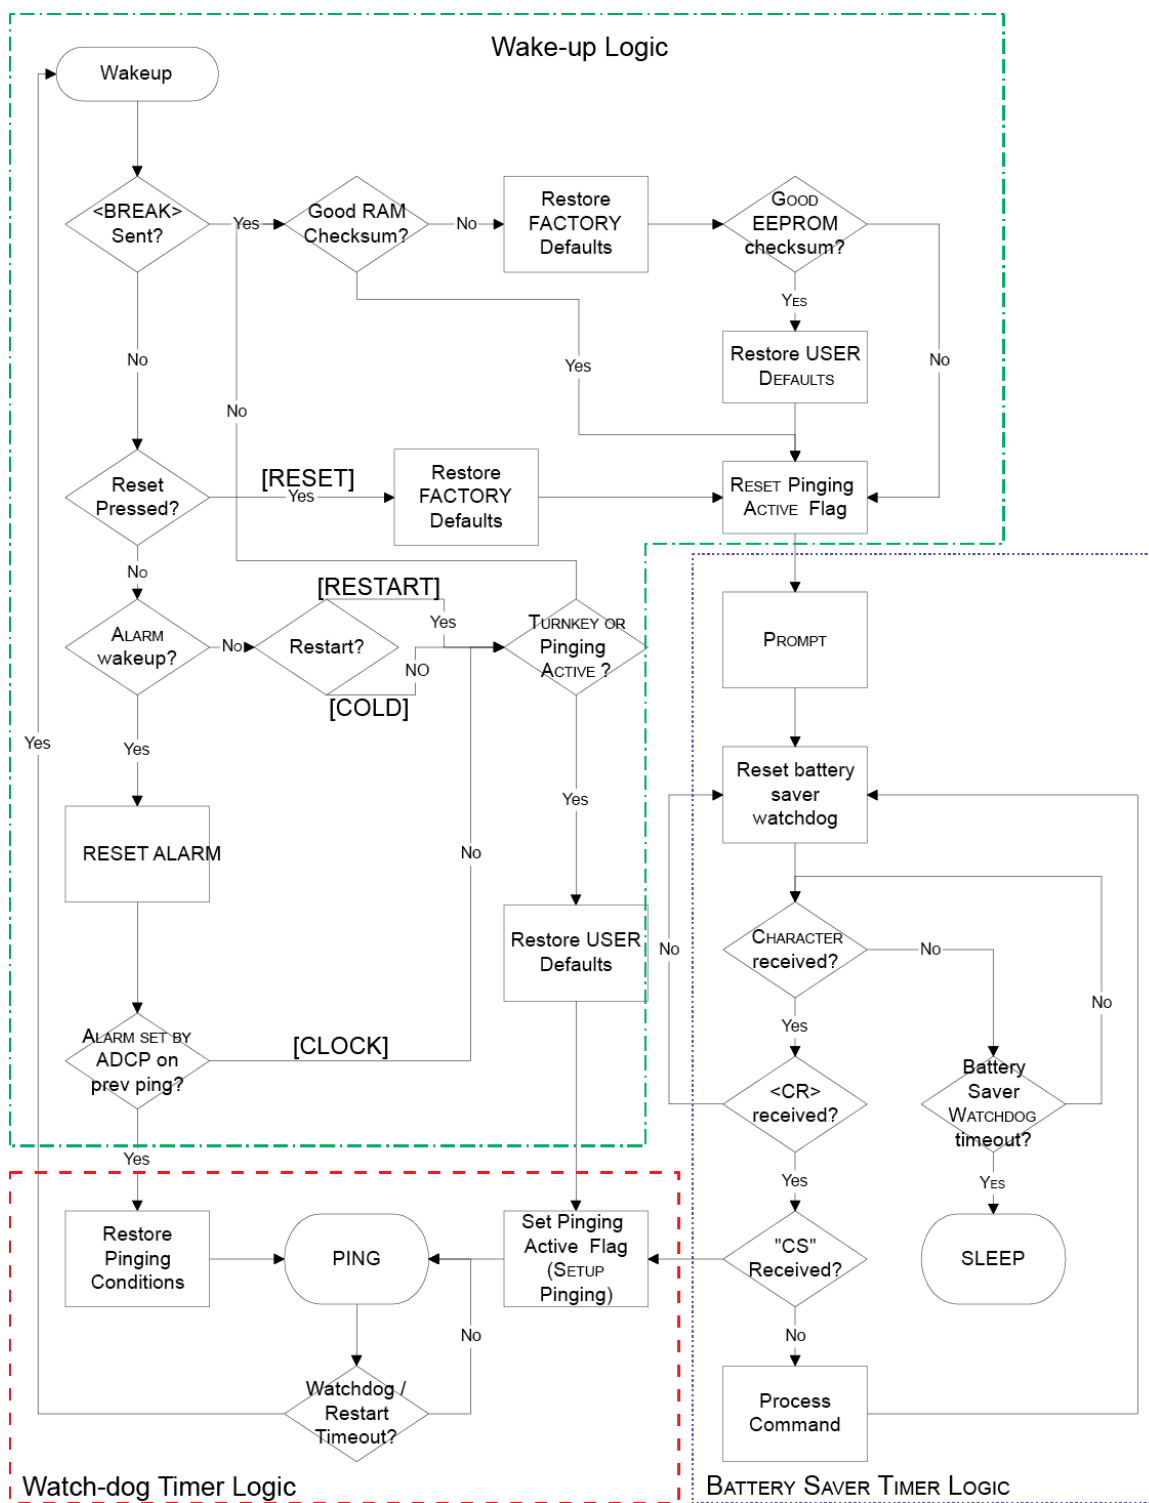 Wake-up Logic
Wakeup
<BREAK>
Sent?
Yes
Good RAM
Checksum?
No
Restore
FACTORY
Defaults
GOOD
EEPROM
checksum?
YES
No
Yes
No
Restore USER
DEFAULTS
No
No
Reset
Pressed?
[RESET]
Yes
Restore
FACTORY
Defaults
RESET Pinging
ACTIVE Flag
No
ALARM
wakeup?
No
Restart?
[RESTART]
Yes
NO
[COLD]
TURNKEY OR
Pinging
ACTIVE ?
PROMPT
Yes
Yes
Yes
Reset battery
saver
watchdog
RESET ALARM
No
Restore USER
Defaults
No
CHARACTER
received?
No
No
Yes
ALARM SET BY
ADCP on
prev ping?
[CLOCK]
<CR>
received?
Battery
Saver
WATCHDOG
timeout?
Yes
Yes
YES
Restore
Pinging
Conditions
PING
Set Pinging
Active Flag
(SETUP
Pinging)
"CS"
Received?
SLEEP
No
No
Watchdog /
Restart
Timeout?
Process
Command
Watch-dog Timer Logic
BATTERY SAVER TIMER LOGIC